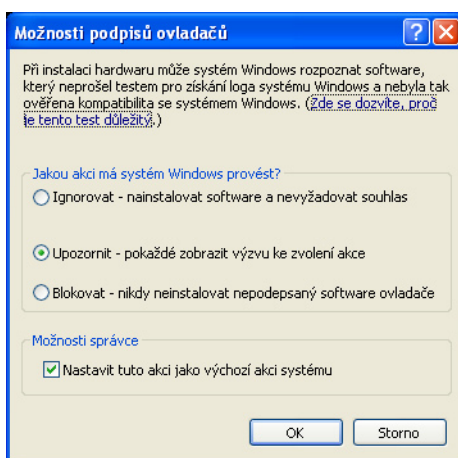 Možnosti podpisů ovladačů
Při instalaci hardwaru může systém Windows rozpoznat software,
který neprošel testem pro získání loga systému Windows a nebyla tak
ověřena kompatibilita se systémem Windows. (Zde se dozvíte, proč
je tento test důležitý.)
Jakou akci má systém Windows provést?
Ignorovat - nainstalovat software a nevyžadovat souhlas
Upozornit - pokaždé zobrazit výzvu ke zvolení akce
Blokovat - nikdy neinstalovat nepodepsaný software ovladače
Možnosti správce
Nastavit tuto akci jako výchozí akci systému
OK Storno